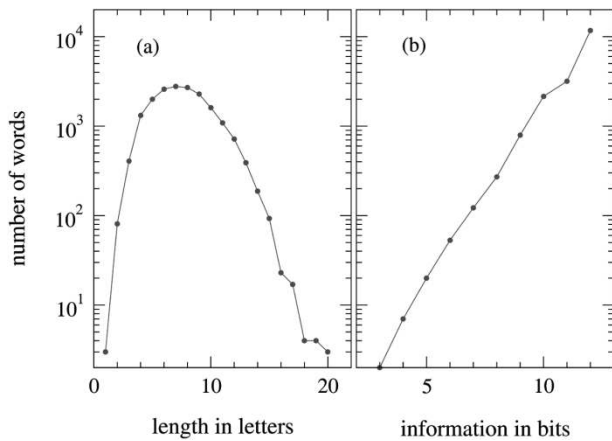 (a)
(b)
number of words
10^4
10^3
10^2
10^1
0
10
20
5
10
length in letters
information in bits